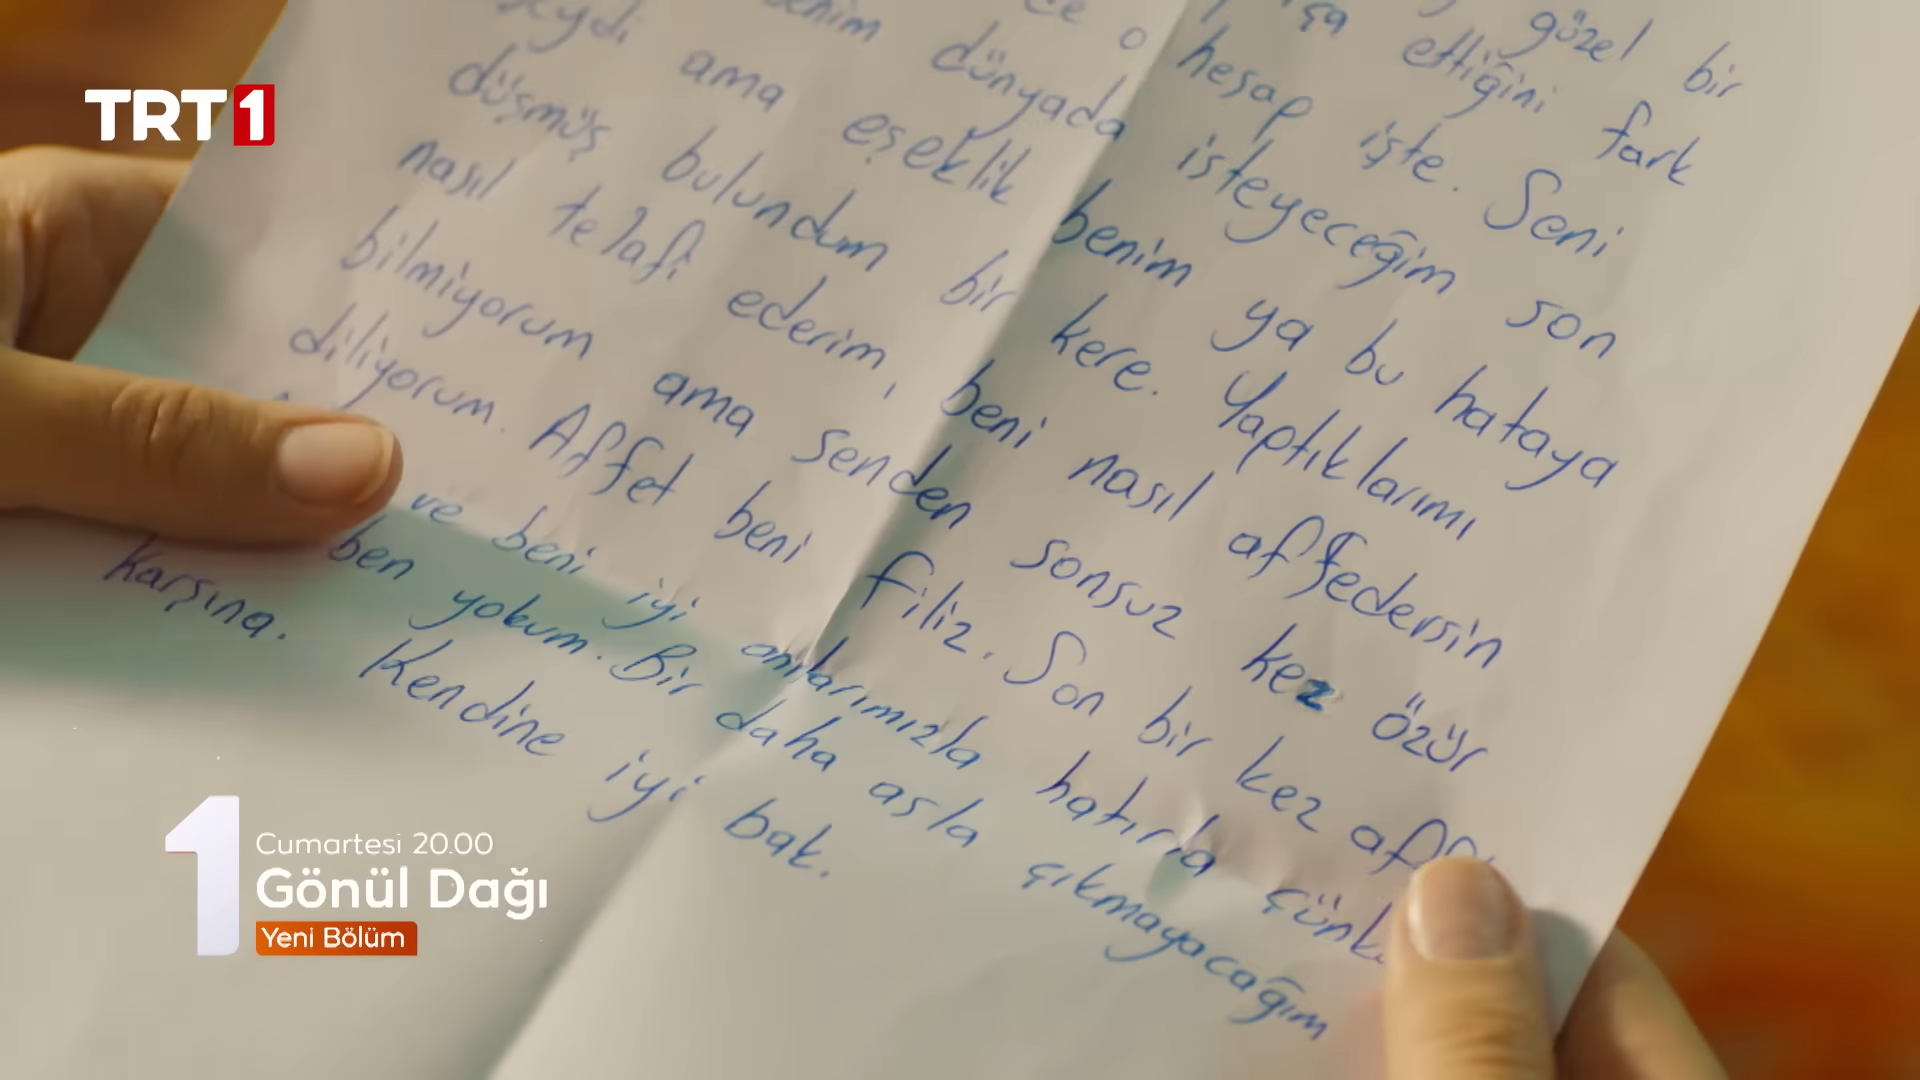 TRT 1
güzel bir
ettiğini fark
o hesap işte. Seni
benim dünyada isteyeceğim son
ama eşeklik benim ya bu hataya
düşmüş bulundum bir kere. Yaptıklarımı
nasıl telafi ederim, beni nasıl affedersin
bilmiyorum ama senden sonsuz kez özür
diliyorum. Affet beni Filiz. Son bir kez
ve beni iyi anılarımızla hatırla
ben yokum. Bir daha asla çıkmayacağım
karşına. Kendine iyi bak.
1
Cumartesi 20.00
Gönül Dağı
Yeni Bölüm